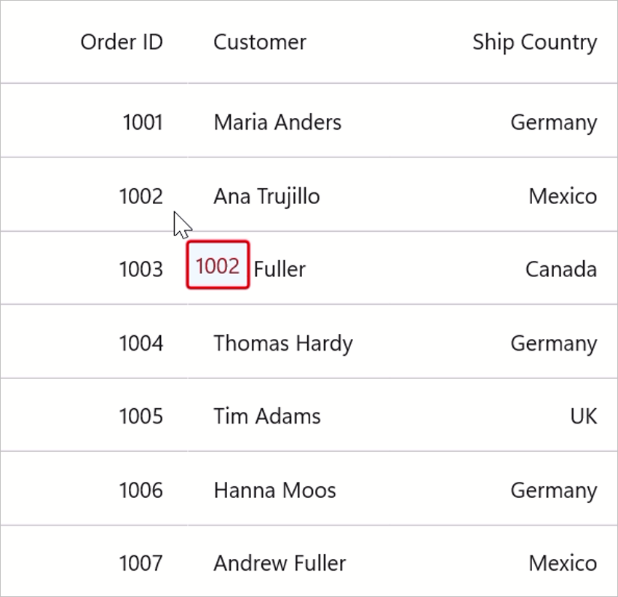 Order ID Customer Ship Country
1001 Maria Anders Germany
1002 Ana Trujillo Mexico
1003 1002 Fuller Canada
1004 Thomas Hardy Germany
1005 Tim Adams UK
1006 Hanna Moos Germany
1007 Andrew Fuller Mexico